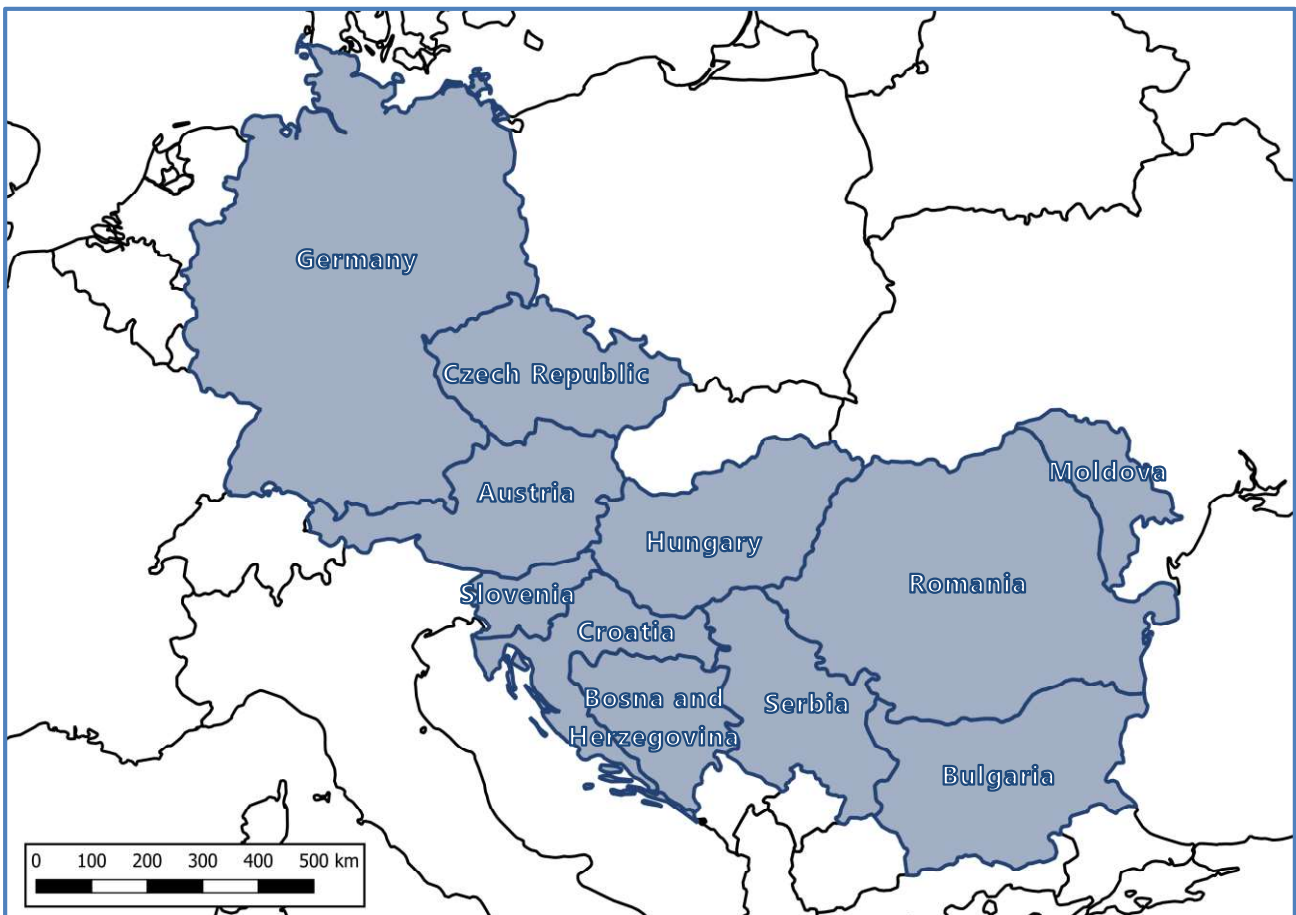 Germany
Czech Republic
Austria
Moldova
Hungary
Romania
Slovenia
Croatia
Bosna and
Herzegovina
Serbia
Bulgaria
0 100 200 300 400 500 km